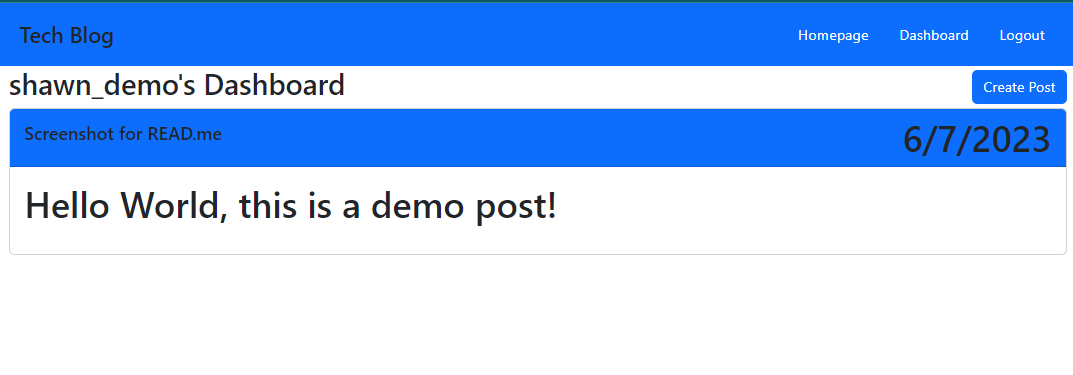 Tech Blog Homepage Dashboard Logout
shawn_demo's Dashboard Create Post
Screenshot for READ.me 6/7/2023
Hello World, this is a demo post!